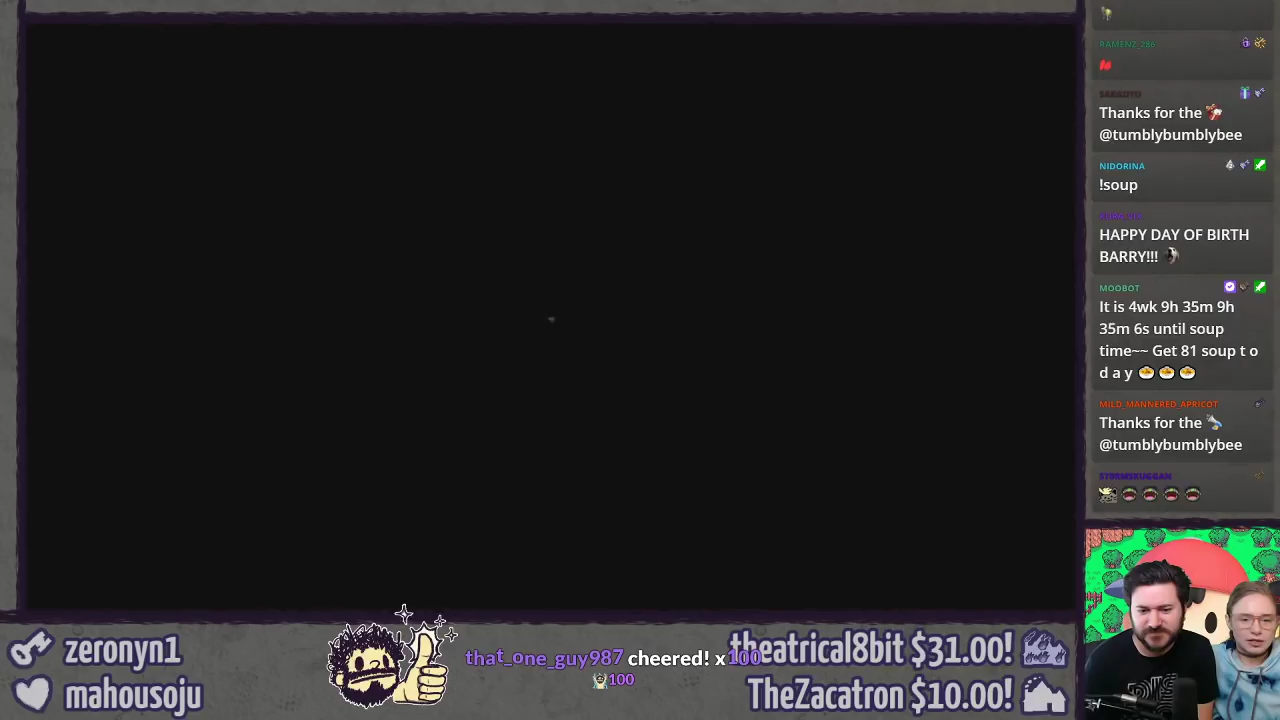 RAMENZ_286
Thanks for the
@tumblybumblybee
NIDORINA
!soup
HAPPY DAY OF BIRTH
BARRY!!!
MOOBOT
It is 4wk 9h 35m 9h
35m 6s until soup
time~~ Get 81 soup t o
d a y
MILD_MANNERED_APRICOT
Thanks for the
@tumblybumblybee
zeronyn1
mahousoju
that_one_guy987 cheered! x100
100
theatrical8bit $31.00!
TheZacatron $10.00!